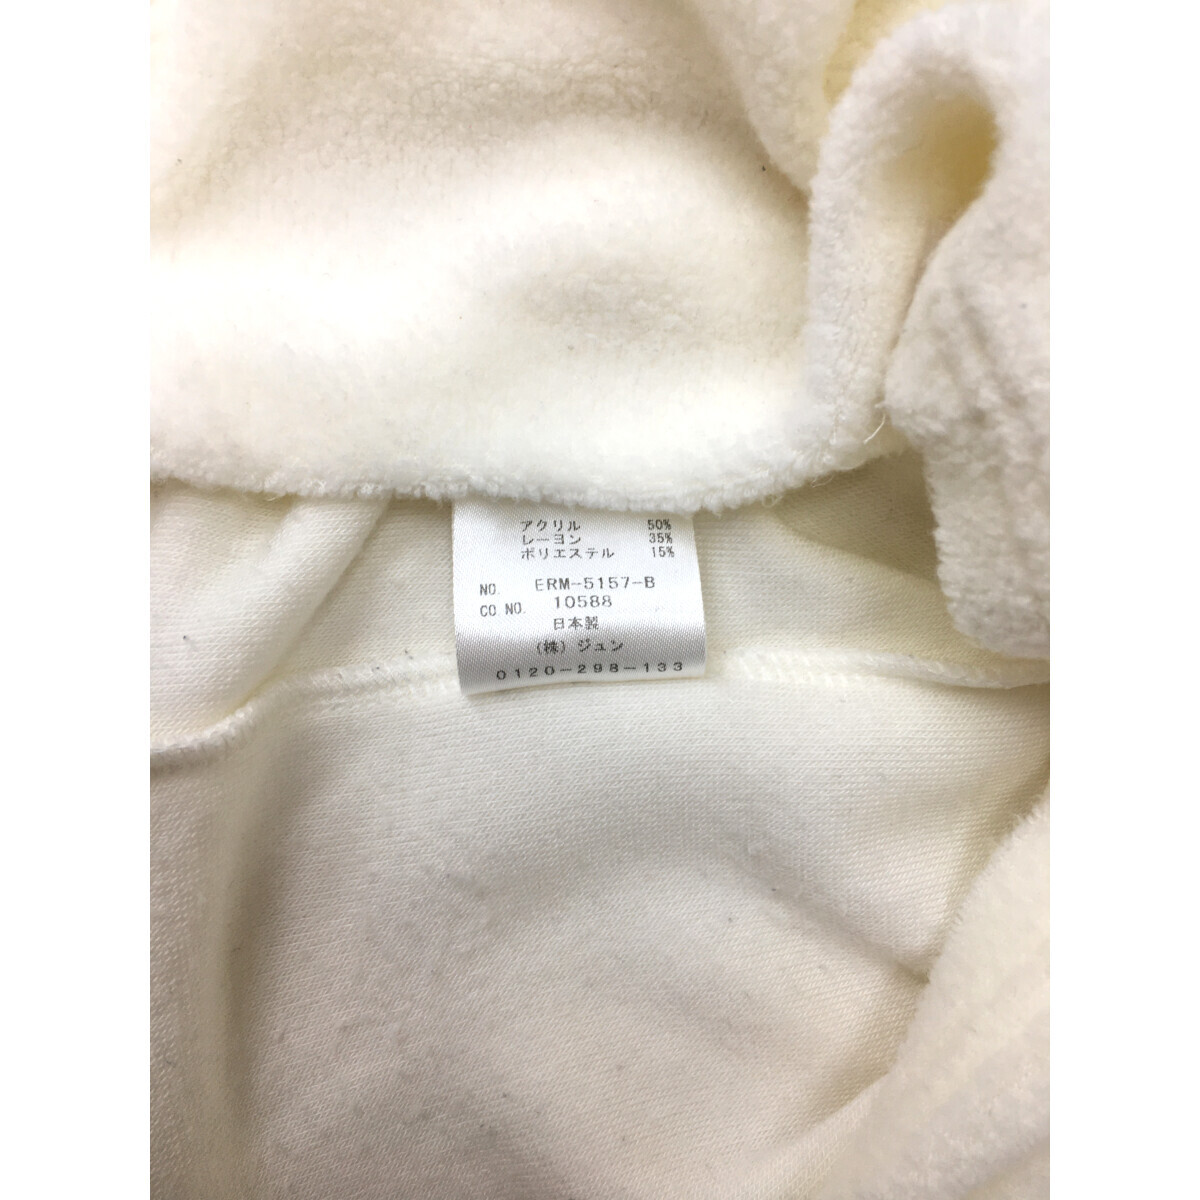 アクリル 50%
レーヨン 35%
ポリエステル 15%
NO. ERM-5157-B
CO.NO. 10588
日本製
(株)ジュン
0120-298-133